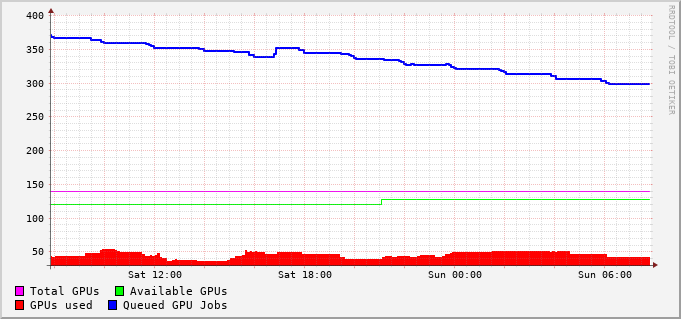 RRDTOOL / TOBI OETIKER
400
350
300
250
200
150
100
50
Sat 12:00 Sat 18:00 Sun 00:00 Sun 06:00
Total GPUs Available GPUs
GPUs used Queued GPU Jobs